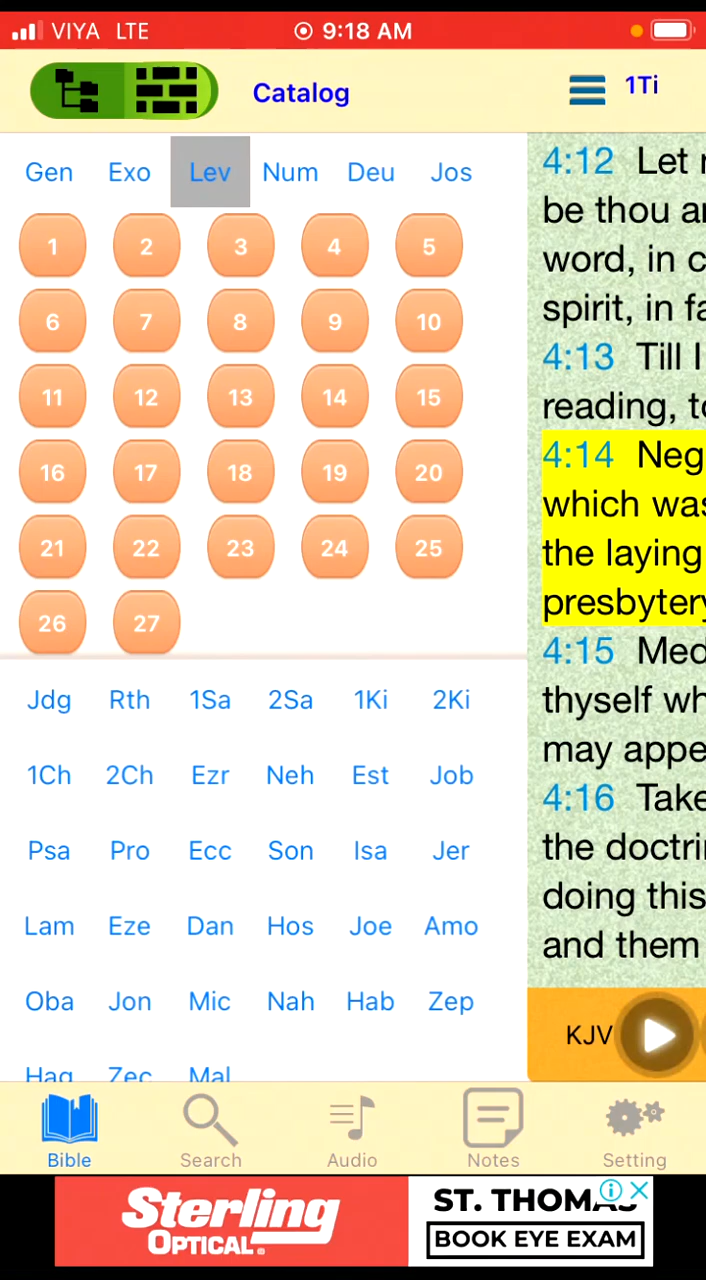 VIYA LTE 9:18 AM
Catalog 1Ti
Gen Exo Lev Num Deu Jos
1 2 3 4 5
6 7 8 9 10
11 12 13 14 15
16 17 18 19 20
21 22 23 24 25
26 27
Jdg Rth 1Sa 2Sa 1Ki 2Ki
1Ch 2Ch Ezr Neh Est Job
Psa Pro Ecc Son Isa Jer
Lam Eze Dan Hos Joe Amo
Oba Jon Mic Nah Hab Zep
Hag Zec Mal
4:12 Let
be thou
word, in
spirit, in
4:13 Till I
reading,
4:14 Neg
which was
the laying
presbytery
4:15 Med
thyself
may appe
4:16 Take
the doctri
doing this
and them
KJV
Bible Search Audio Notes Setting
Sterling
OPTICAL.
ST. THOMAS
BOOK EYE EXAM